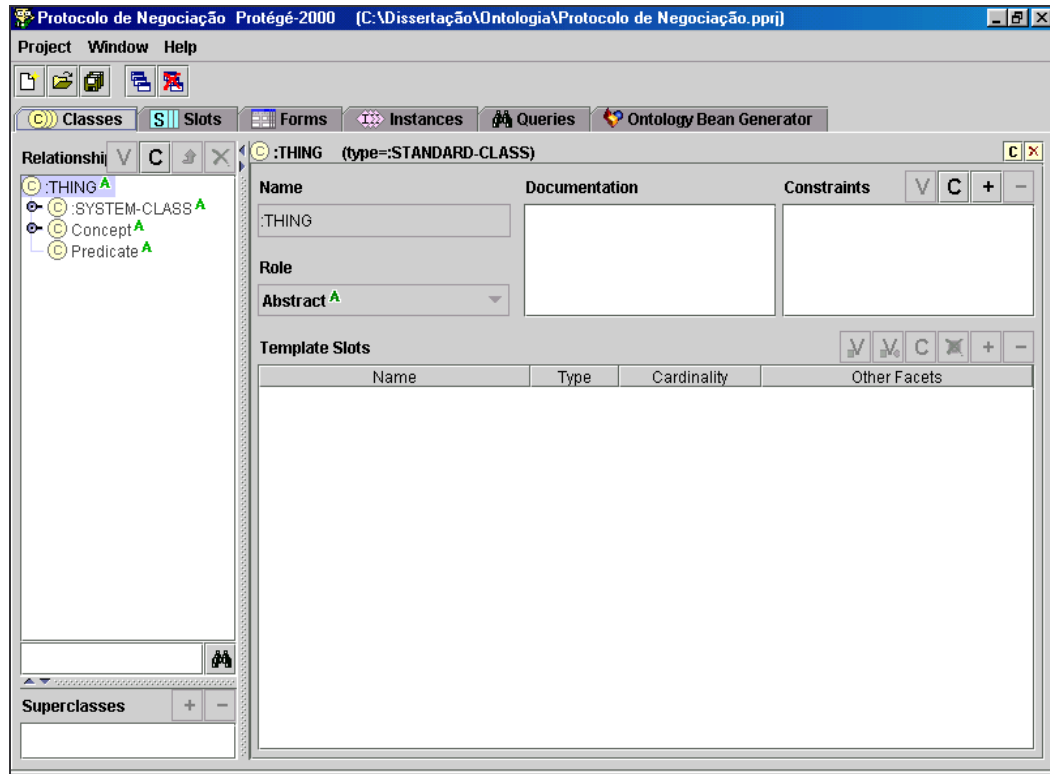 Protocolo de Negociação Protégé-2000 (C:\Dissertação\Ontologia\Protocolo de Negociação.pprj)
Project Window Help
C Classes S Slots Forms I Instances Queries Ontology Bean Generator
Relationshi V C C :THING (type=:STANDARD-CLASS) C
C :THING A
C :SYSTEM-CLASS A
C Concept A
C Predicate A
Name Documentation Constraints V C + −
:THING
Role
Abstract A
Template Slots V V C + −
Name Type Cardinality Other Facets
Superclasses + −